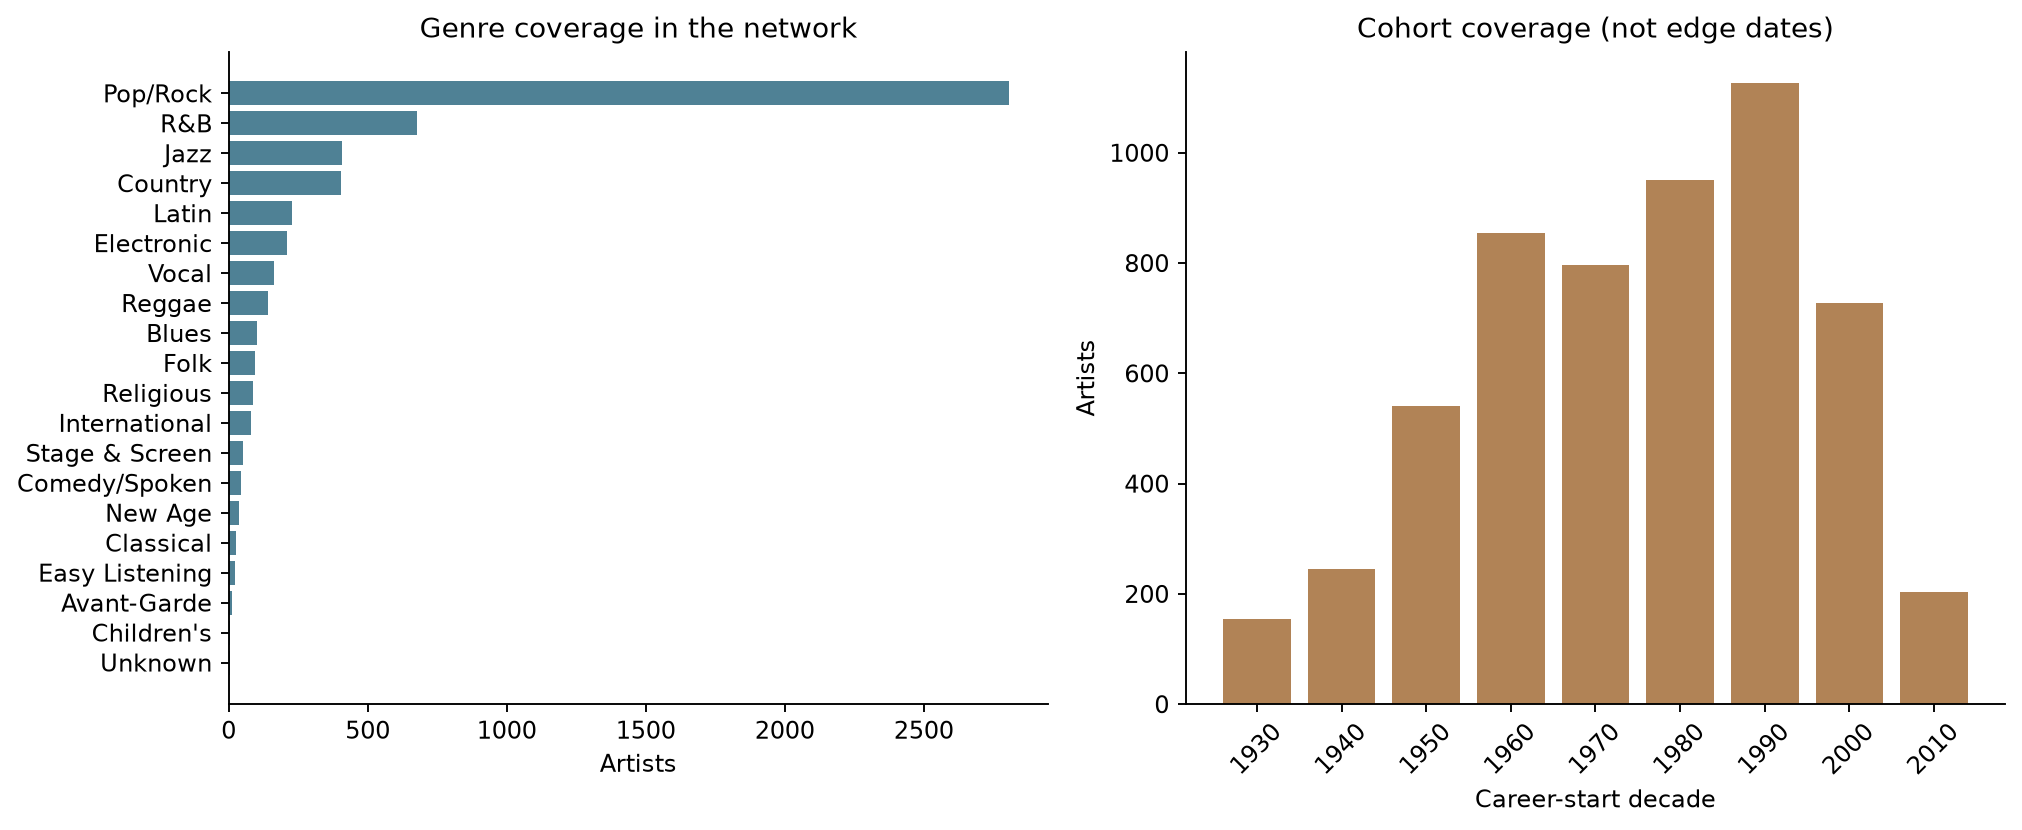 Genre coverage in the network
Pop/Rock
R&B
Jazz
Country
Latin
Electronic
Vocal
Reggae
Blues
Folk
Religious
International
Stage & Screen
Comedy/Spoken
New Age
Classical
Easy Listening
Avant-Garde
Children's
Unknown
0 500 1000 1500 2000 2500
Artists
Cohort coverage (not edge dates)
Artists
1000
800
600
400
200
0
1930 1940 1950 1960 1970 1980 1990 2000 2010
Career-start decade